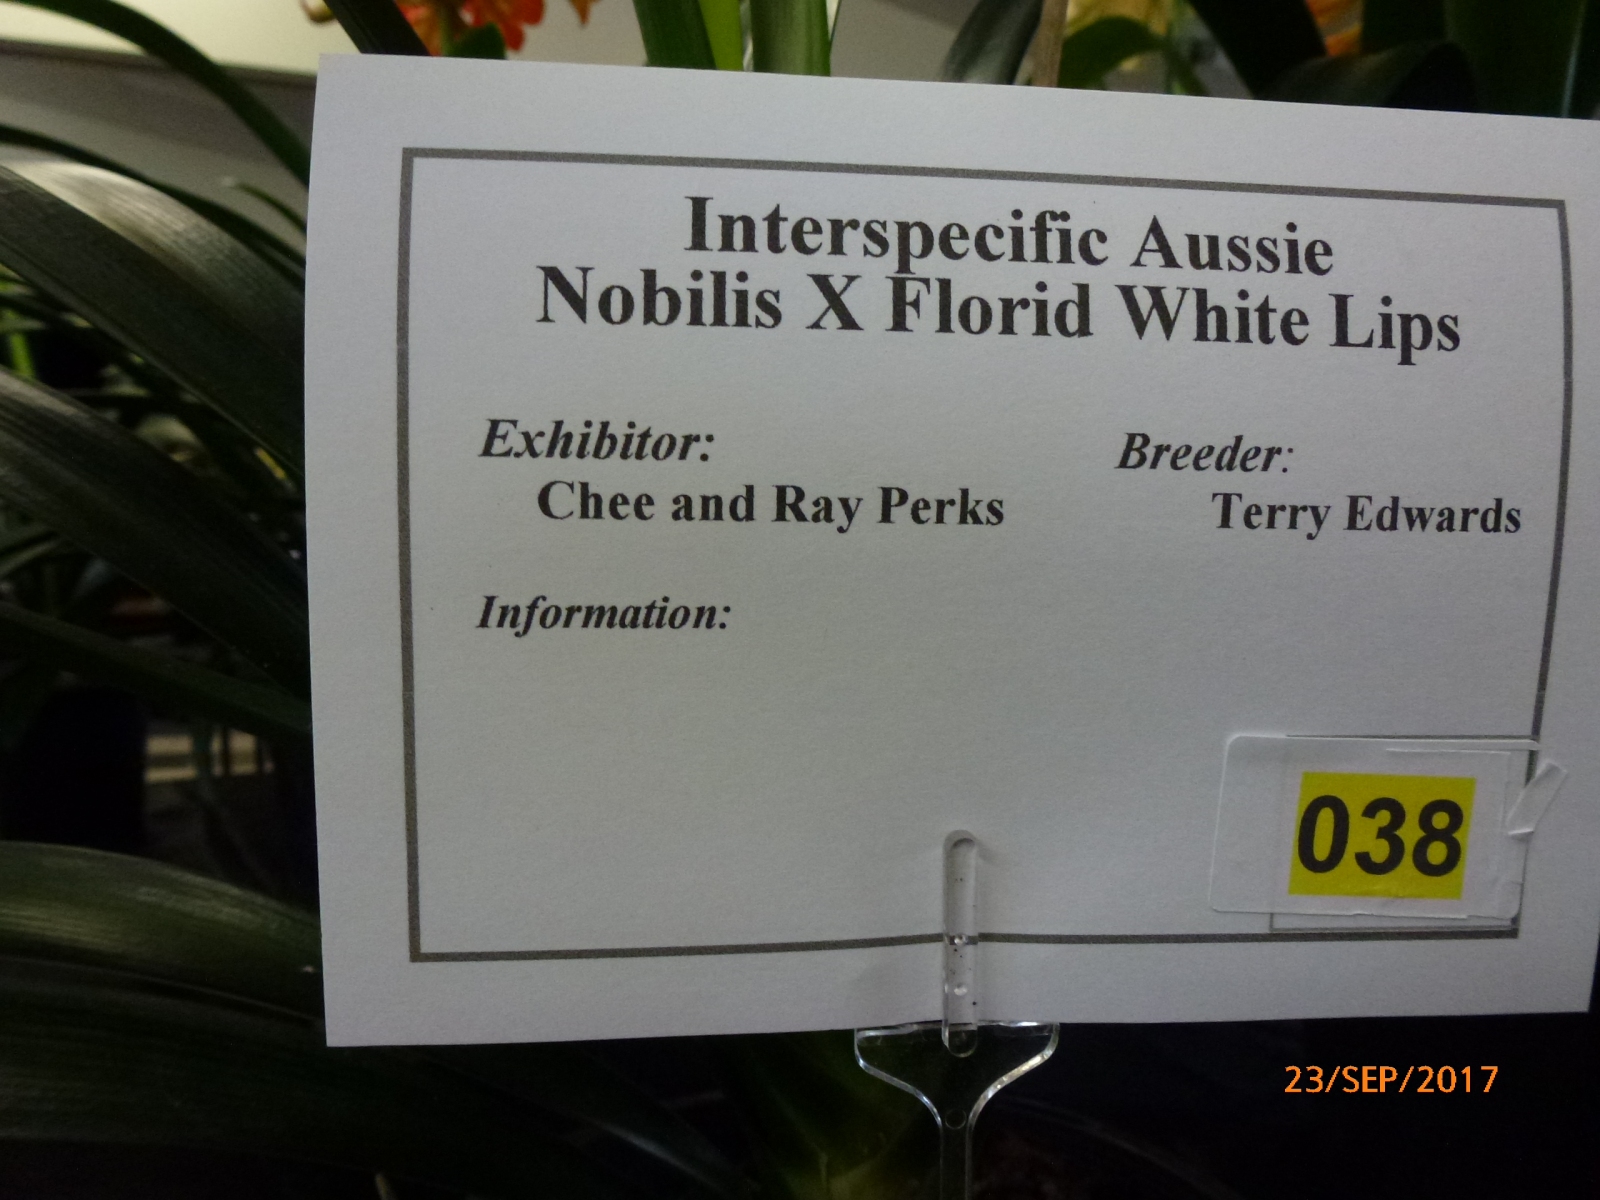 Interspecific Aussie
Nobilis X Florid White Lips
Exhibitor: Breeder:
Chee and Ray Perks Terry Edwards
Information:
038
23/SEP/2017